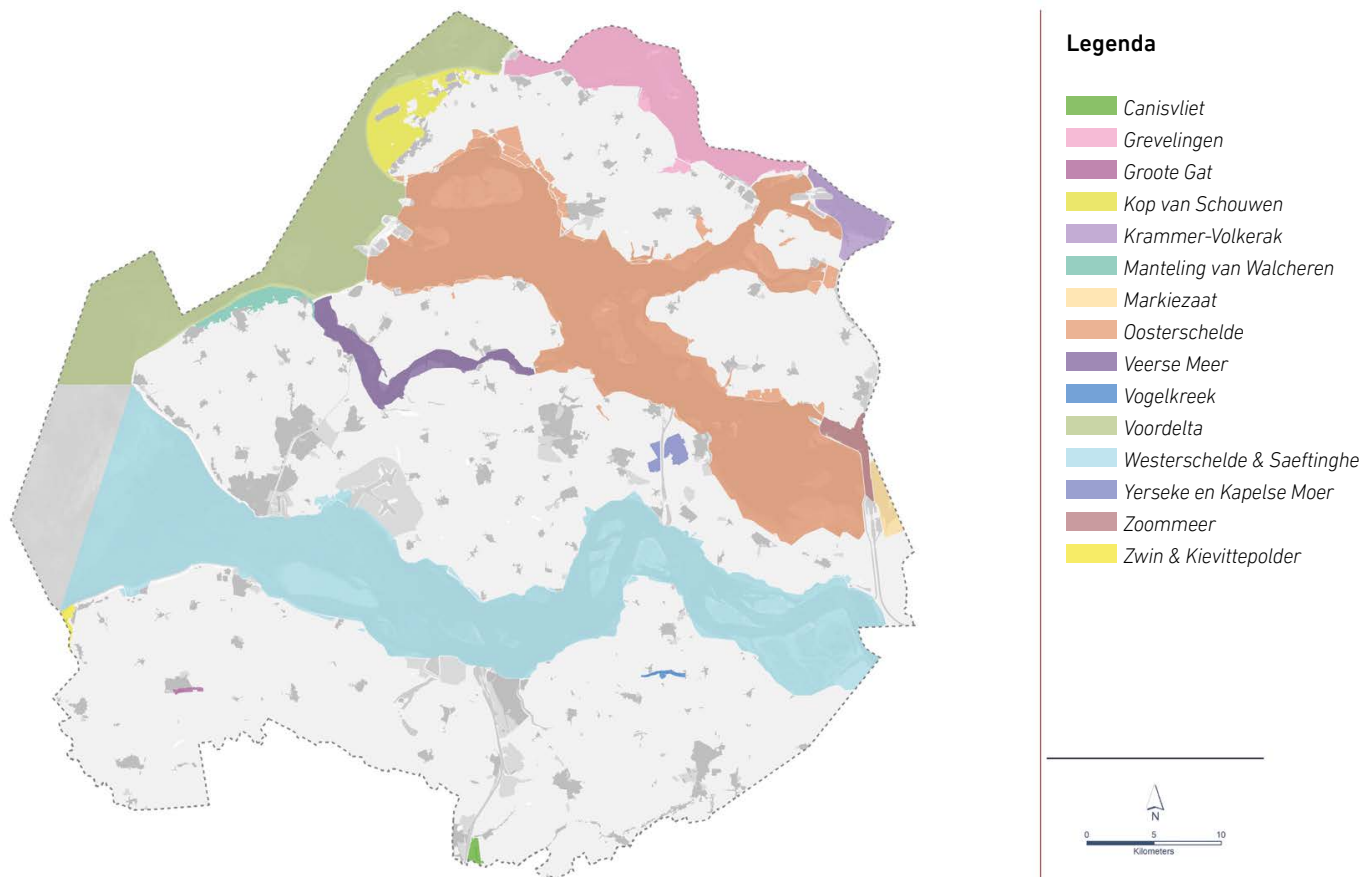 Legenda
Canisvliet
Grevelingen
Groote Gat
Kop van Schouwen
Krammer-Volkerak
Manteling van Walcheren
Markiezaat
Oosterschelde
Veerse Meer
Vogelkreek
Voordelta
Westerschelde & Saeftinghe
Yerseke en Kapelse Moer
Zoommeer
Zwin & Kievittepolder
N
0 5 10
Kilometers